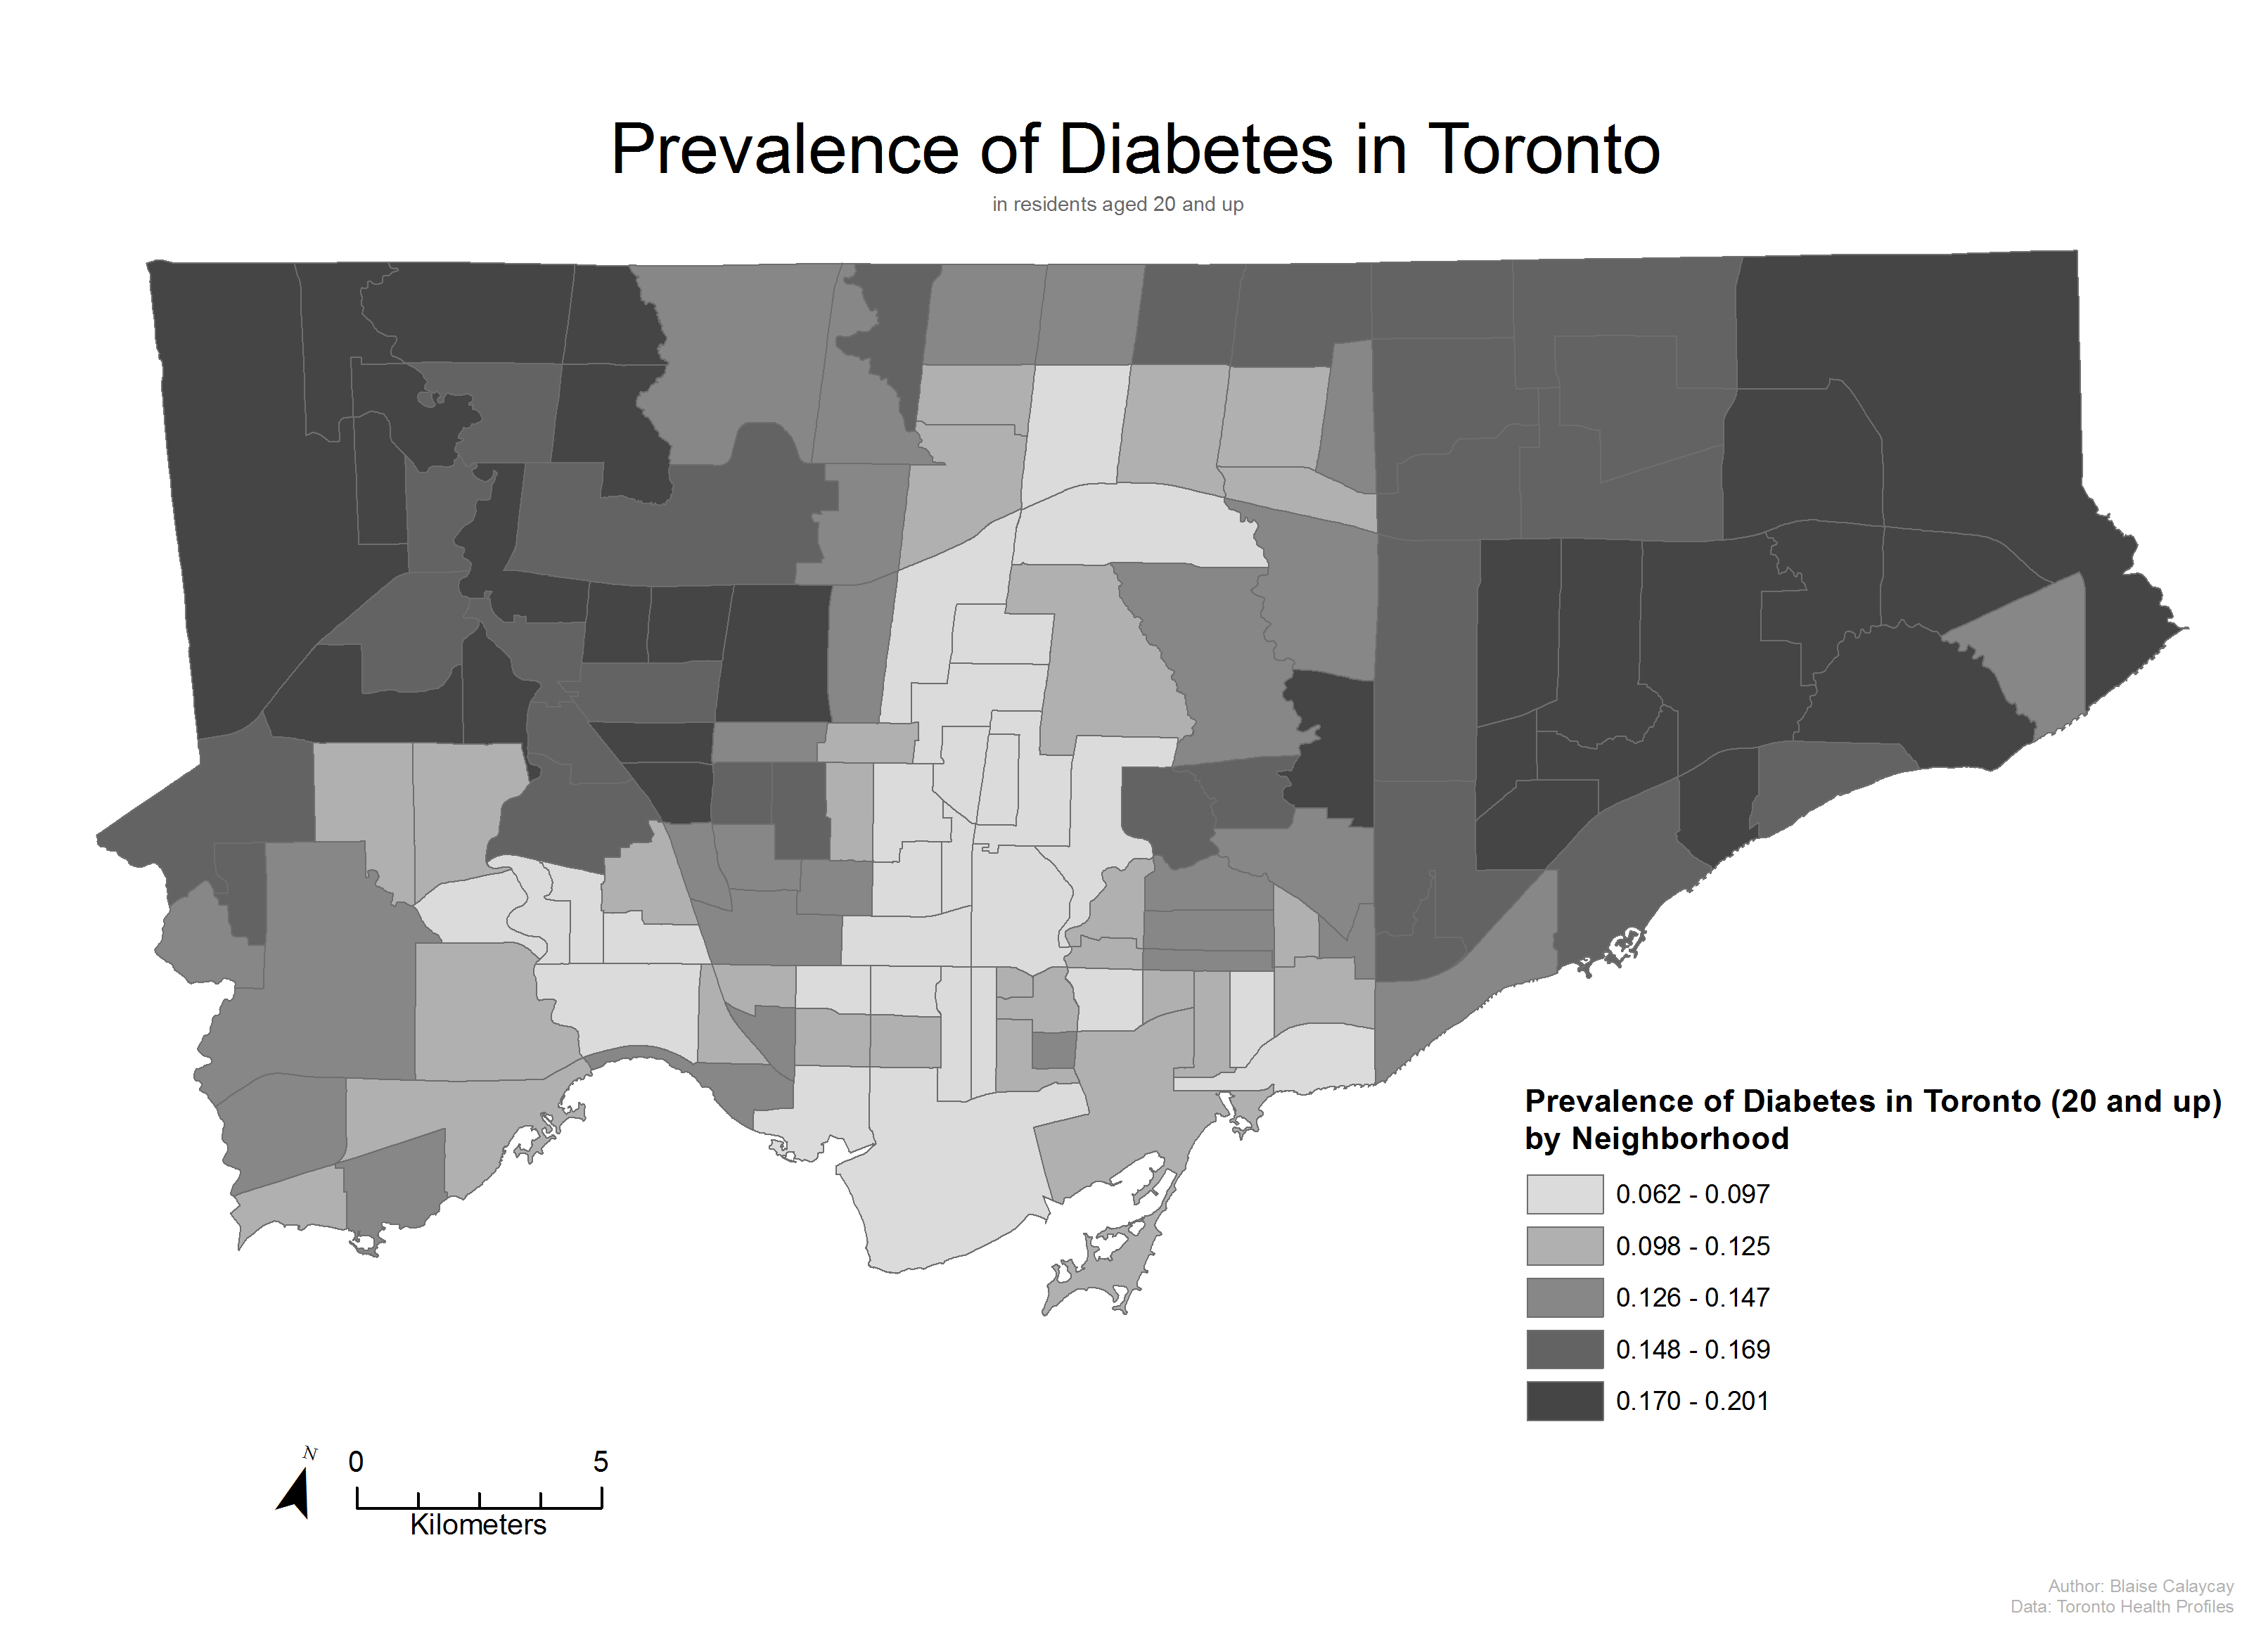 Prevalence of Diabetes in Toronto
in residents aged 20 and up
Prevalence of Diabetes in Toronto (20 and up)
by Neighborhood
0.062 - 0.097
0.098 - 0.125
0.126 - 0.147
0.148 - 0.169
0.170 - 0.201
N
0 5
Kilometers
Author: Blaise Calaycay
Data: Toronto Health Profiles